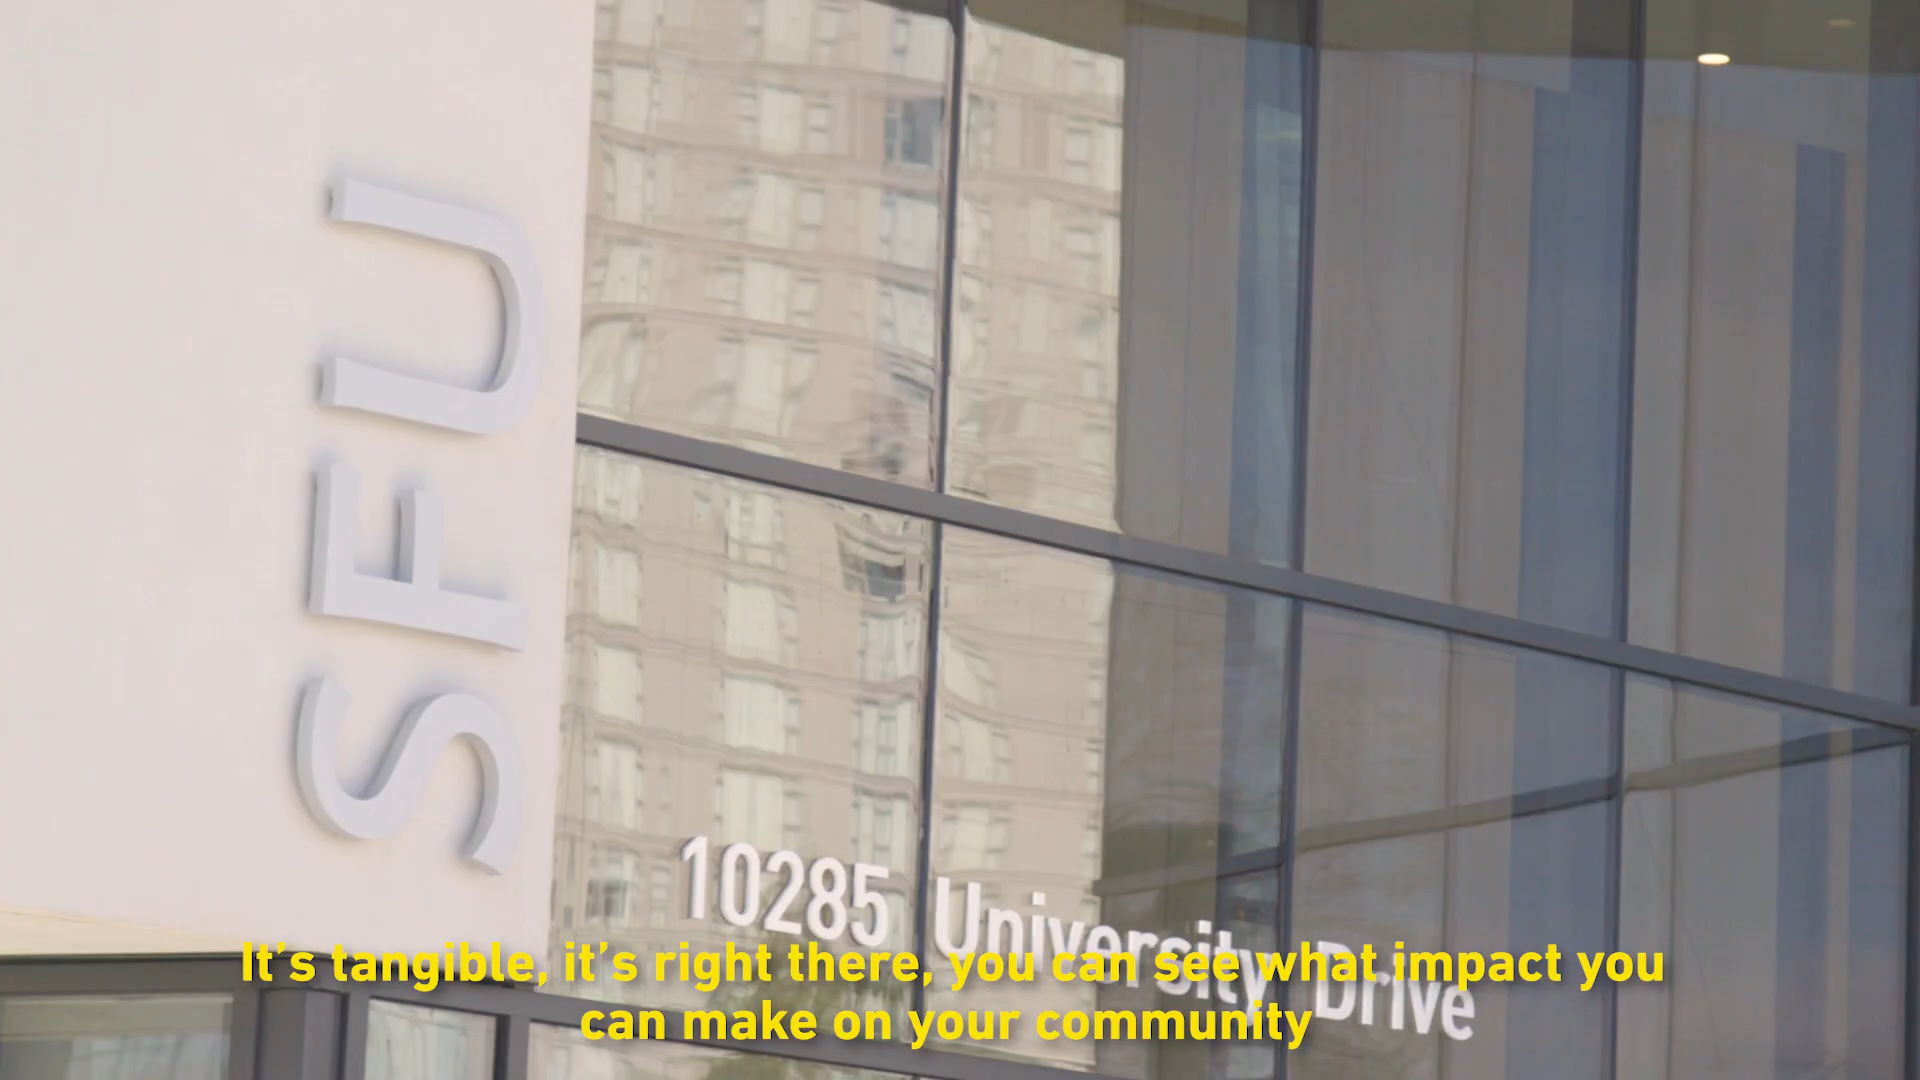 SFU
10285 University Drive
It's tangible, it's right there, you can see what impact you
can make on your community